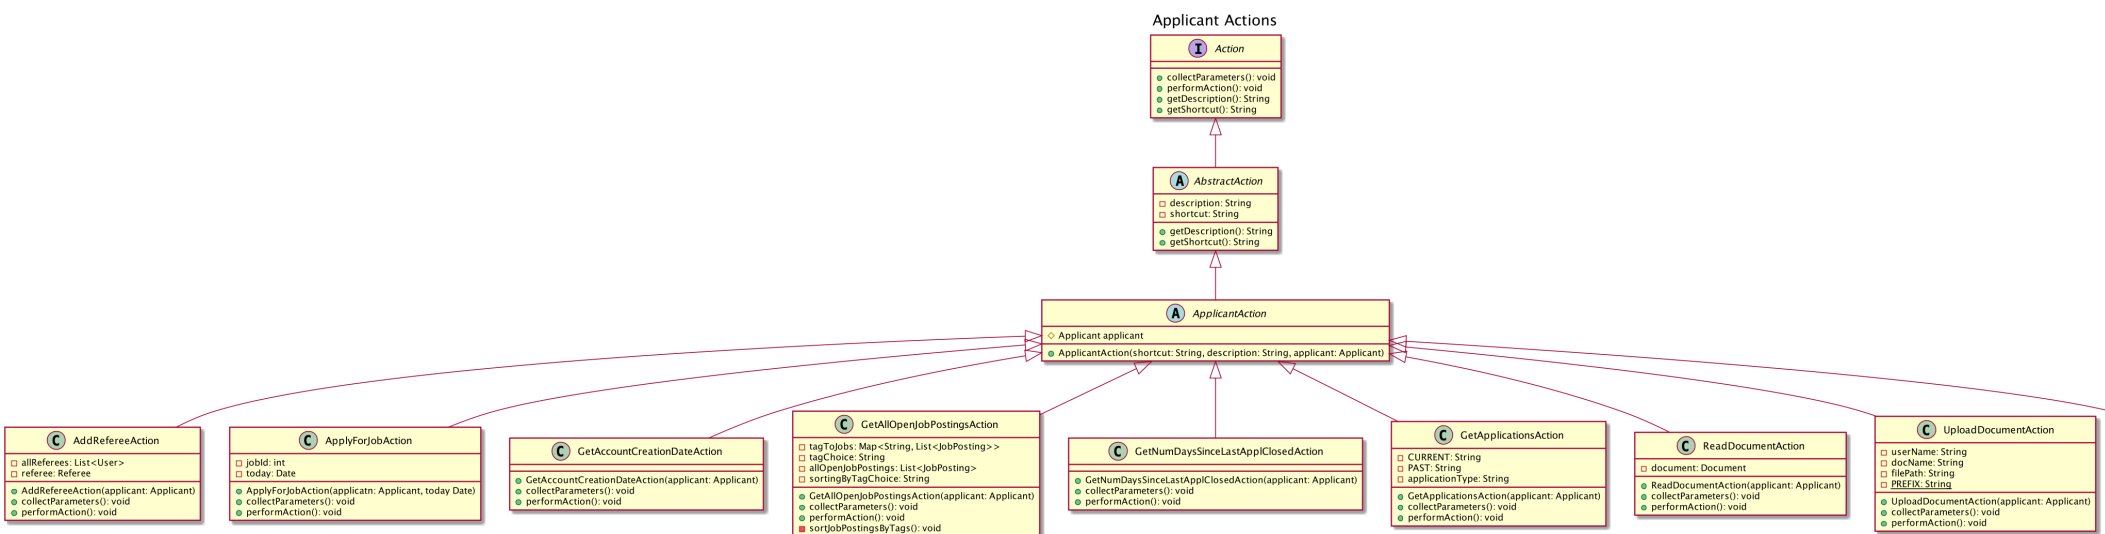 Applicant Actions
I Action
collectParameters(): void
performAction(): void
getDescription(): String
getShortcut(): String
A AbstractAction
description: String
shortcut: String
getDescription(): String
getShortcut(): String
A ApplicantAction
Applicant applicant
ApplicantAction(shortcut: String, description: String, applicant: Applicant)
C AddRefereeAction
allReferees: List<User>
referee: Referee
AddRefereeAction(applicant: Applicant)
collectParameters(): void
performAction(): void
C ApplyForJobAction
jobId: int
today: Date
ApplyForJobAction(applicatn: Applicant, today Date)
collectParameters(): void
performAction(): void
C GetAccountCreationDateAction
GetAccountCreationDateAction(applicant: Applicant)
collectParameters(): void
performAction(): void
C GetAllOpenJobPostingsAction
tagToJobs: Map<String, List<JobPosting>>
tagChoice: String
allOpenJobPostings: List<JobPosting>
sortingByTagChoice: String
GetAllOpenJobPostingsAction(applicant: Applicant)
collectParameters(): void
performAction(): void
sortJobPostingsByTags(): void
C GetNumDaysSinceLastApplClosedAction
GetNumDaysSinceLastApplClosedAction(applicant: Applicant)
collectParameters(): void
performAction(): void
C GetApplicationsAction
CURRENT: String
PAST: String
applicationType: String
GetApplicationsAction(applicant: Applicant)
collectParameters(): void
performAction(): void
C ReadDocumentAction
document: Document
ReadDocumentAction(applicant: Applicant)
collectParameters(): void
performAction(): void
C UploadDocumentAction
userName: String
docName: String
filePath: String
PREFIX: String
UploadDocumentAction(applicant: Applicant)
collectParameters(): void
performAction(): void